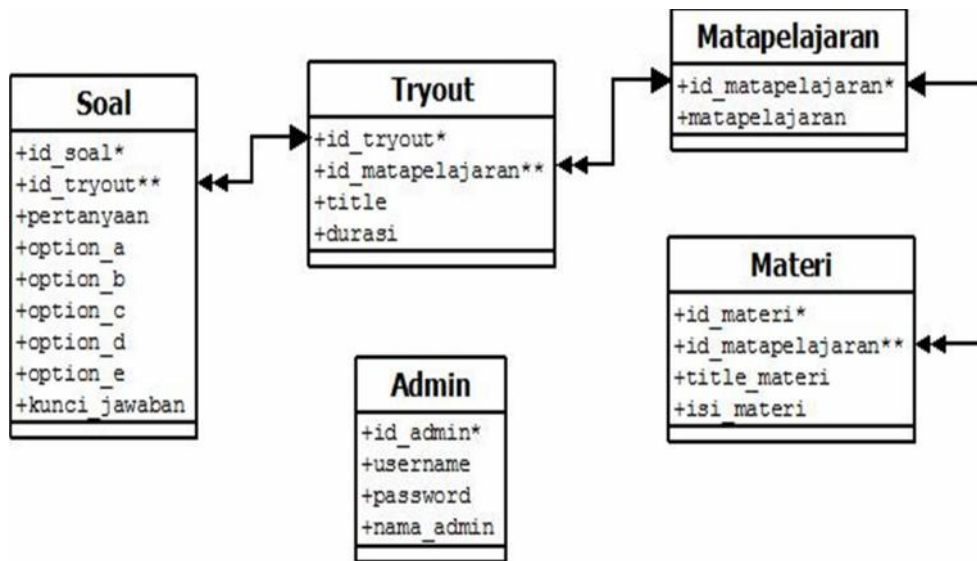 Soal
+id_soal*
+id_tryout**
+pertanyaan
+option_a
+option_b
+option_c
+option_d
+option_e
+kunci_jawaban
Tryout
+id_tryout*
+id_matapelajaran**
+title
+durasi
Matapelajaran
+id_matapelajaran*
+matapelajaran
Materi
+id_materi*
+id_matapelajaran**
+title_materi
+isi_materi
Admin
+id_admin*
+username
+password
+nama_admin